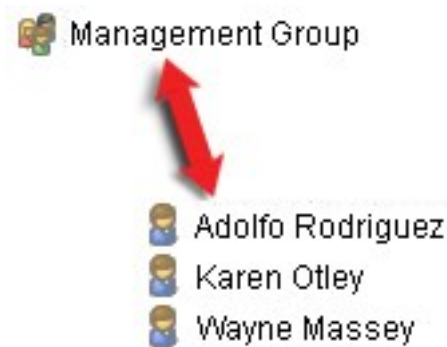 Management Group
Adolfo Rodriguez
Karen Otley
Wayne Massey